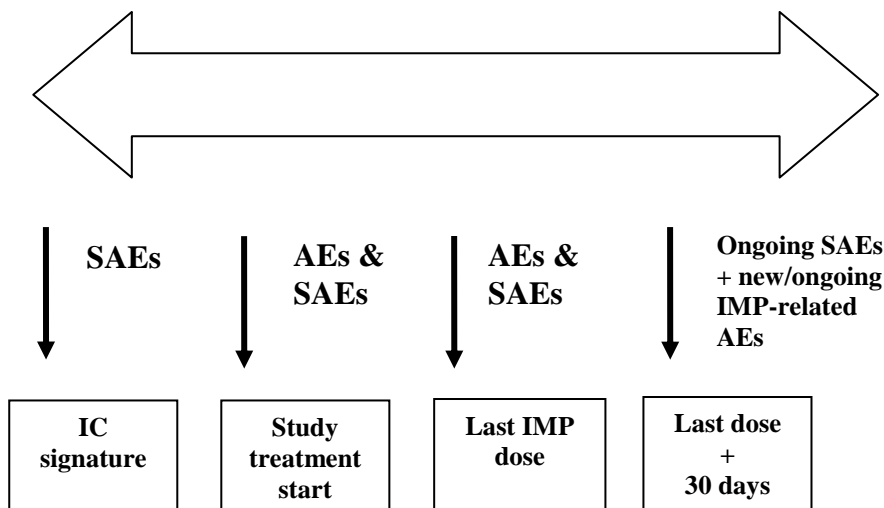 SAEs
AEs &
SAEs
AEs &
SAEs
Ongoing SAEs
+ new/ongoing
IMP-related
AEs
IC
signature
Study
treatment
start
Last IMP
dose
Last dose
+
30 days